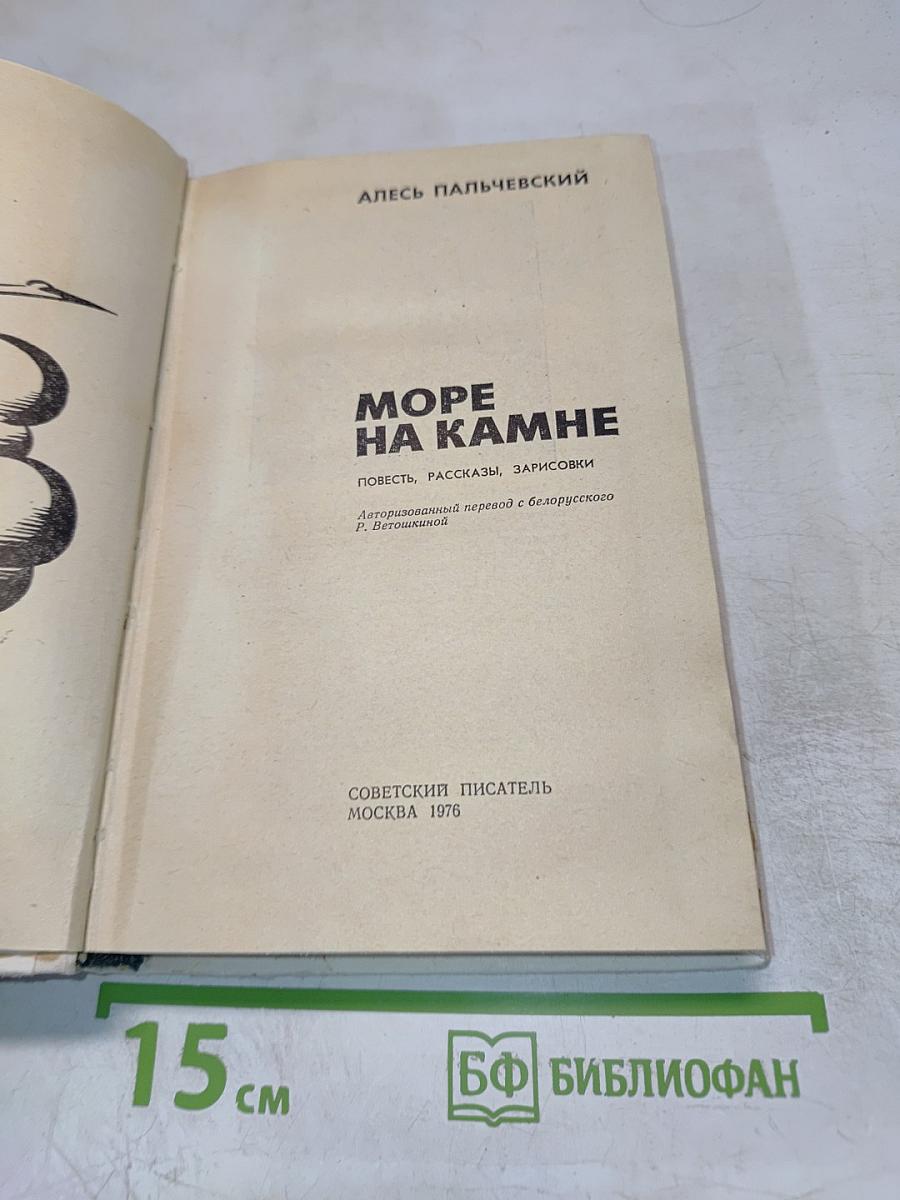 АЛЕСЬ ПАЛЬЧЕВСКИЙ
МОРЕ
НА КАМНЕ
ПОВЕСТЬ, РАССКАЗЫ, ЗАРИСОВКИ
Авторизованный перевод с белорусского
Р. Ветошкиной
СОВЕТСКИЙ ПИСАТЕЛЬ
МОСКВА 1976
15 см
БФ БИБЛИОФАН